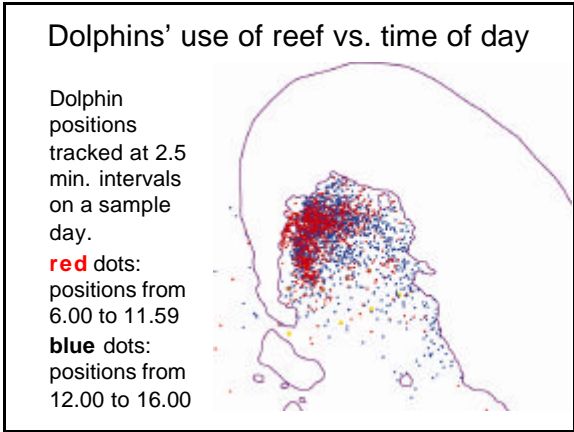 Dolphins’ use of reef vs. time of day
Dolphin
positions
tracked at 2.5
min. intervals
on a sample
day.
red dots:
positions from
6.00 to 11.59
blue dots:
positions from
12.00 to 16.00